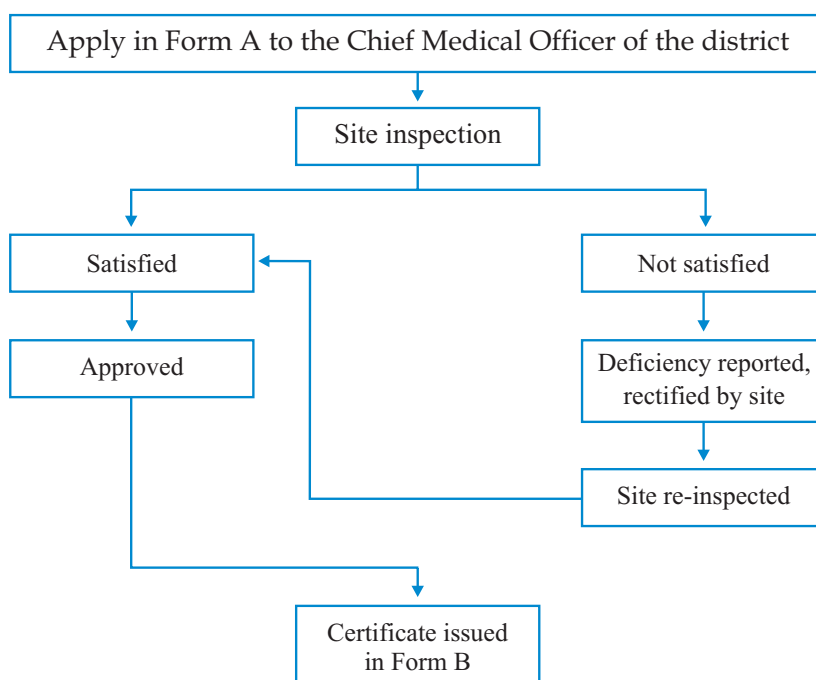 Apply in Form A to the Chief Medical Officer of the district
Site inspection
Satisfied
Not satisfied
Approved
Deficiency reported,
rectified by site
Site re-inspected
Certificate issued
in Form B